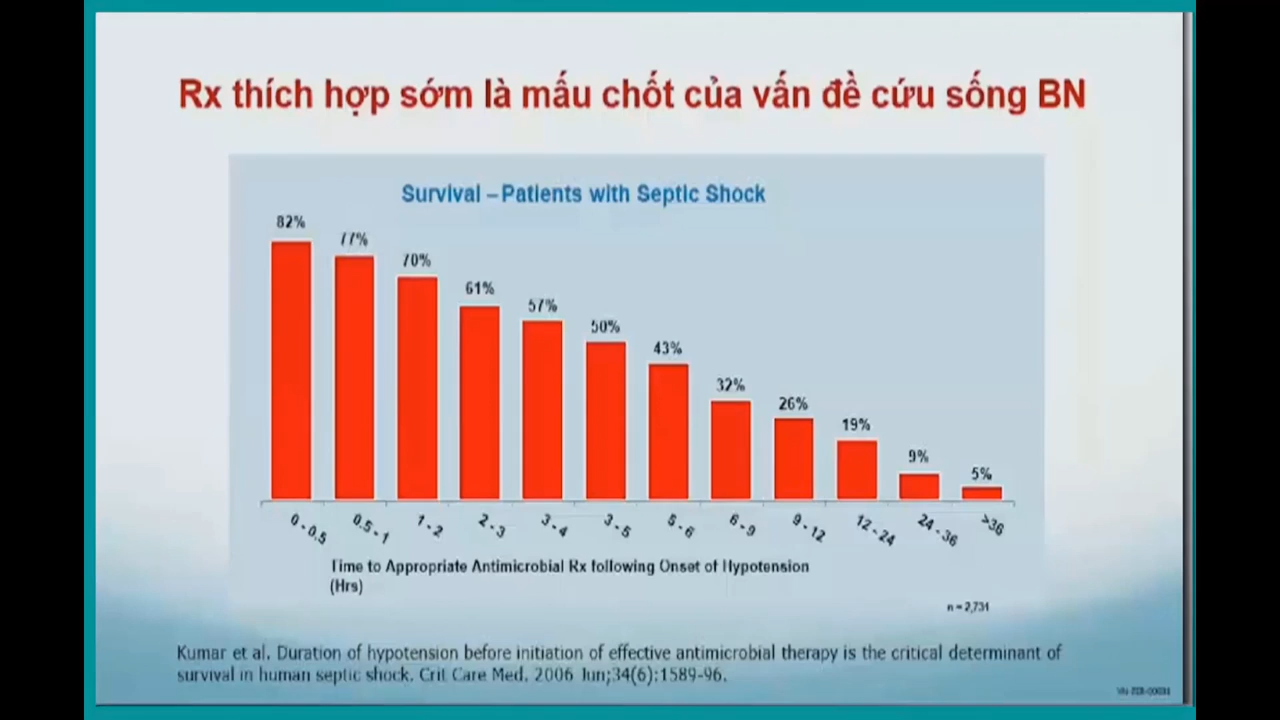 Rx thích hợp sớm là mấu chốt của vấn đề cứu sống BN
Survival – Patients with Septic Shock
82%
77%
70%
61%
57%
50%
43%
32%
26%
19%
9%
5%
0 - 0.5
0.5 - 1
1 - 2
2 - 3
3 - 4
3 - 5
5 - 6
6 - 9
9 - 12
12 - 24
24 - 36
>36
Time to Appropriate Antimicrobial Rx following Onset of Hypotension
(Hrs)
n = 2,731
Kumar et al. Duration of hypotension before initiation of effective antimicrobial therapy is the critical determinant of
survival in human septic shock. Crit Care Med. 2006 Jun;34(6):1589-96.